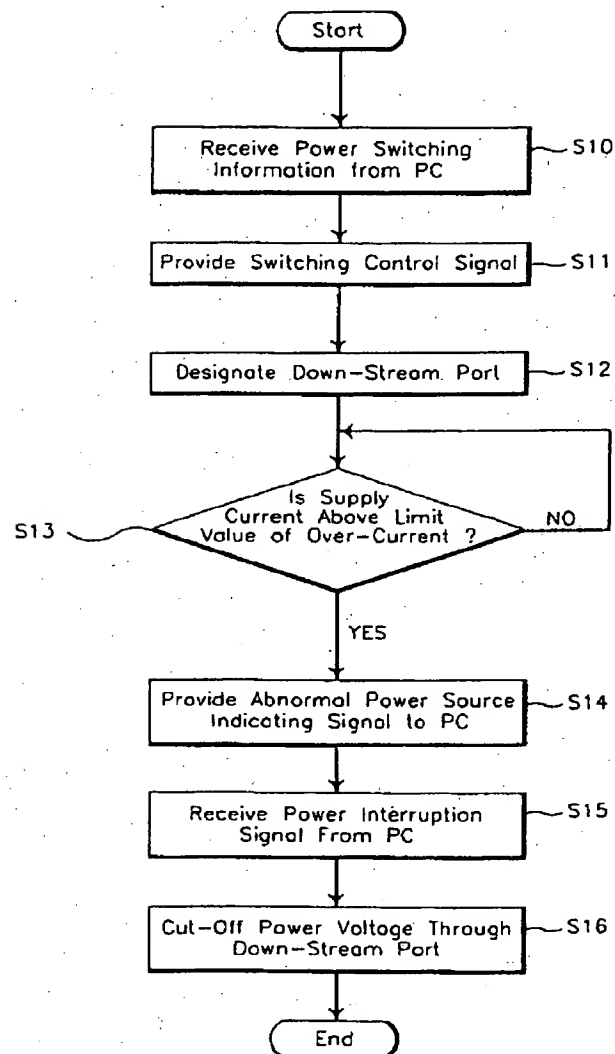 Start
Receive Power Switching
Information from PC
S10
Provide Switching Control Signal
S11
Designate Down-Stream Port
S12
Is Supply
Current Above Limit
Value of Over-Current ?
S13
NO
YES
Provide Abnormal Power Source
Indicating Signal to PC
S14
Receive Power Interruption
Signal From PC
S15
Cut-Off Power Voltage Through
Down-Stream Port
S16
End